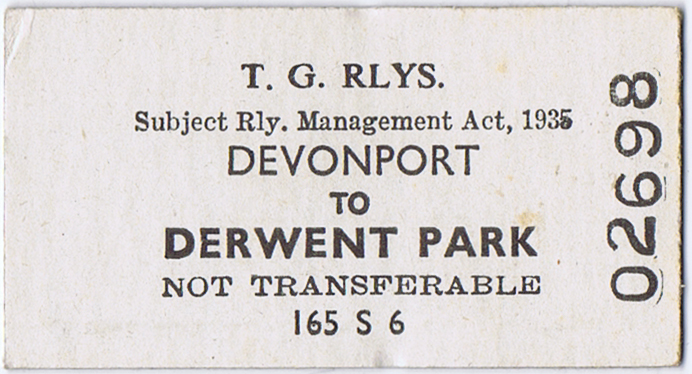 T. G. RLYS.
Subject Rly. Management Act, 1935
DEVONPORT
TO
DERWENT PARK
NOT TRANSFERABLE
165 S 6
02698